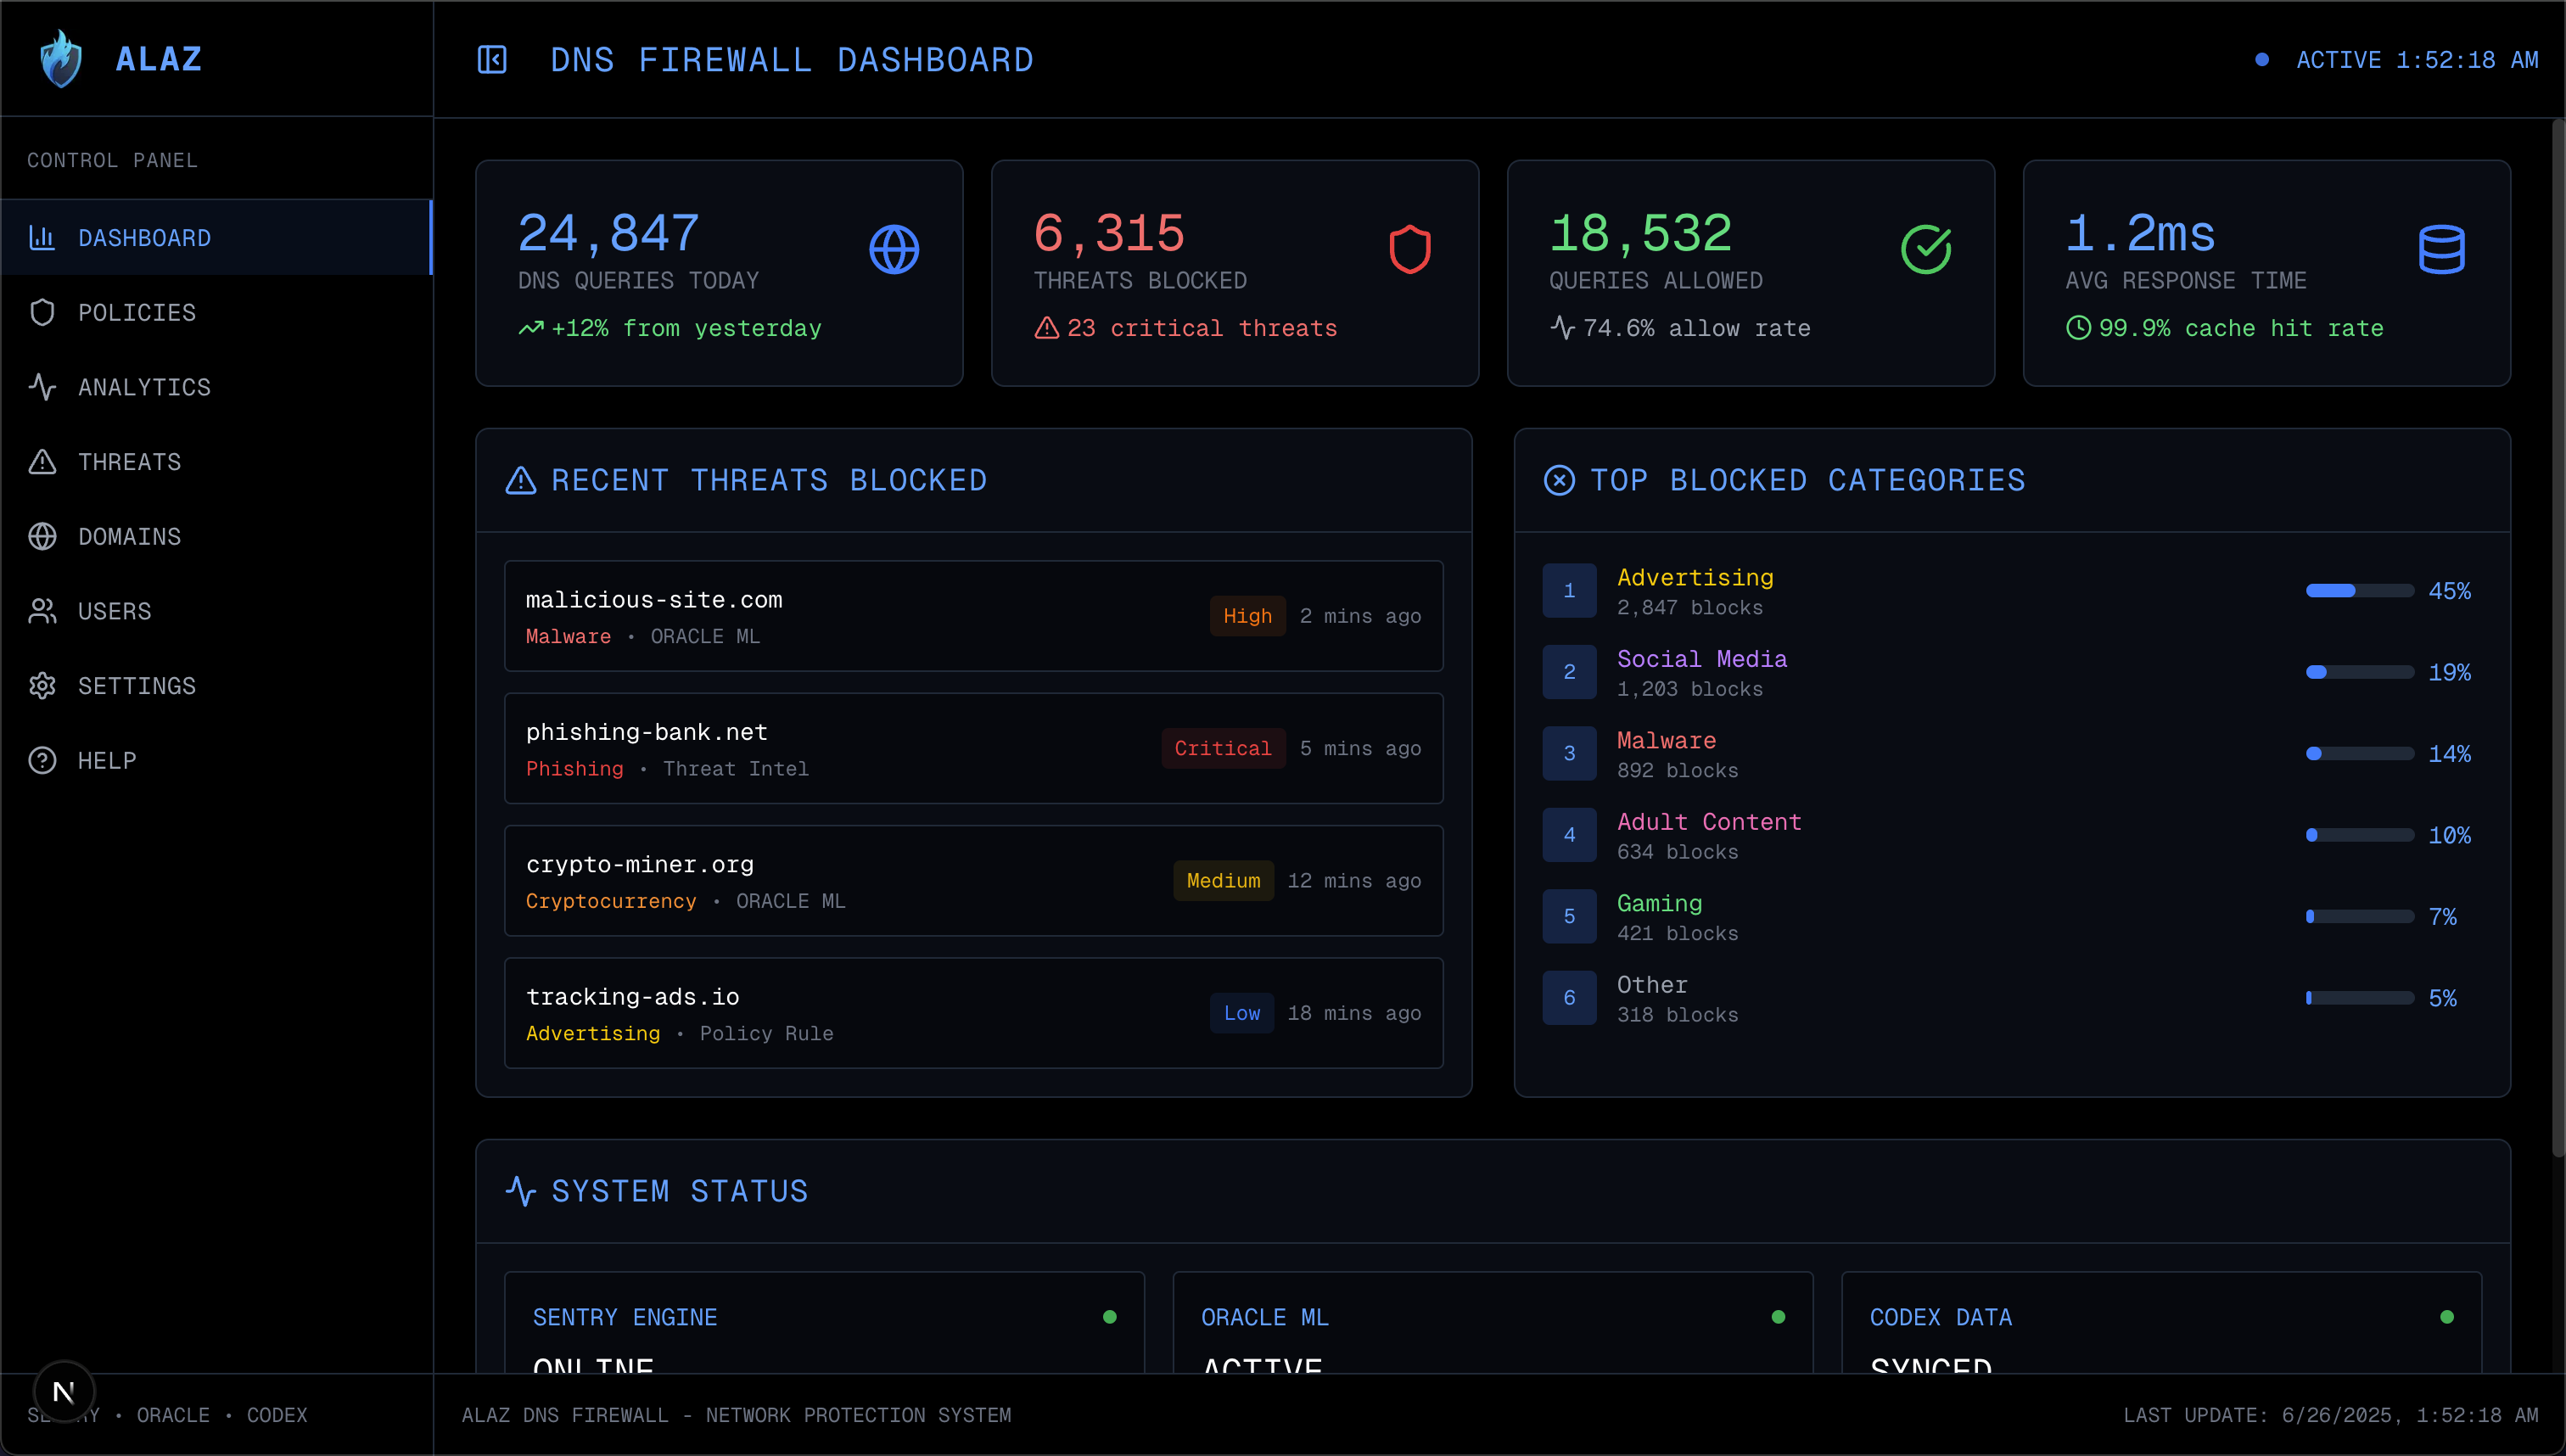 ALAZ
CONTROL PANEL
DASHBOARD
POLICIES
ANALYTICS
THREATS
DOMAINS
USERS
SETTINGS
HELP
DNS FIREWALL DASHBOARD
ACTIVE 1:52:18 AM
24,847
DNS QUERIES TODAY
+12% from yesterday
6,315
THREATS BLOCKED
23 critical threats
18,532
QUERIES ALLOWED
74.6% allow rate
1.2ms
AVG RESPONSE TIME
99.9% cache hit rate
RECENT THREATS BLOCKED
malicious-site.com
Malware • ORACLE ML
High 2 mins ago
phishing-bank.net
Phishing • Threat Intel
Critical 5 mins ago
crypto-miner.org
Cryptocurrency • ORACLE ML
Medium 12 mins ago
tracking-ads.io
Advertising • Policy Rule
Low 18 mins ago
TOP BLOCKED CATEGORIES
1 Advertising 45%
2,847 blocks
2 Social Media 19%
1,203 blocks
3 Malware 14%
892 blocks
4 Adult Content 10%
634 blocks
5 Gaming 7%
421 blocks
6 Other 5%
318 blocks
SYSTEM STATUS
SENTRY ENGINE
ONLINE
ORACLE ML
ACTIVE
CODEX DATA
SYNCED
N
SENTRY • ORACLE • CODEX
ALAZ DNS FIREWALL - NETWORK PROTECTION SYSTEM
LAST UPDATE: 6/26/2025, 1:52:18 AM